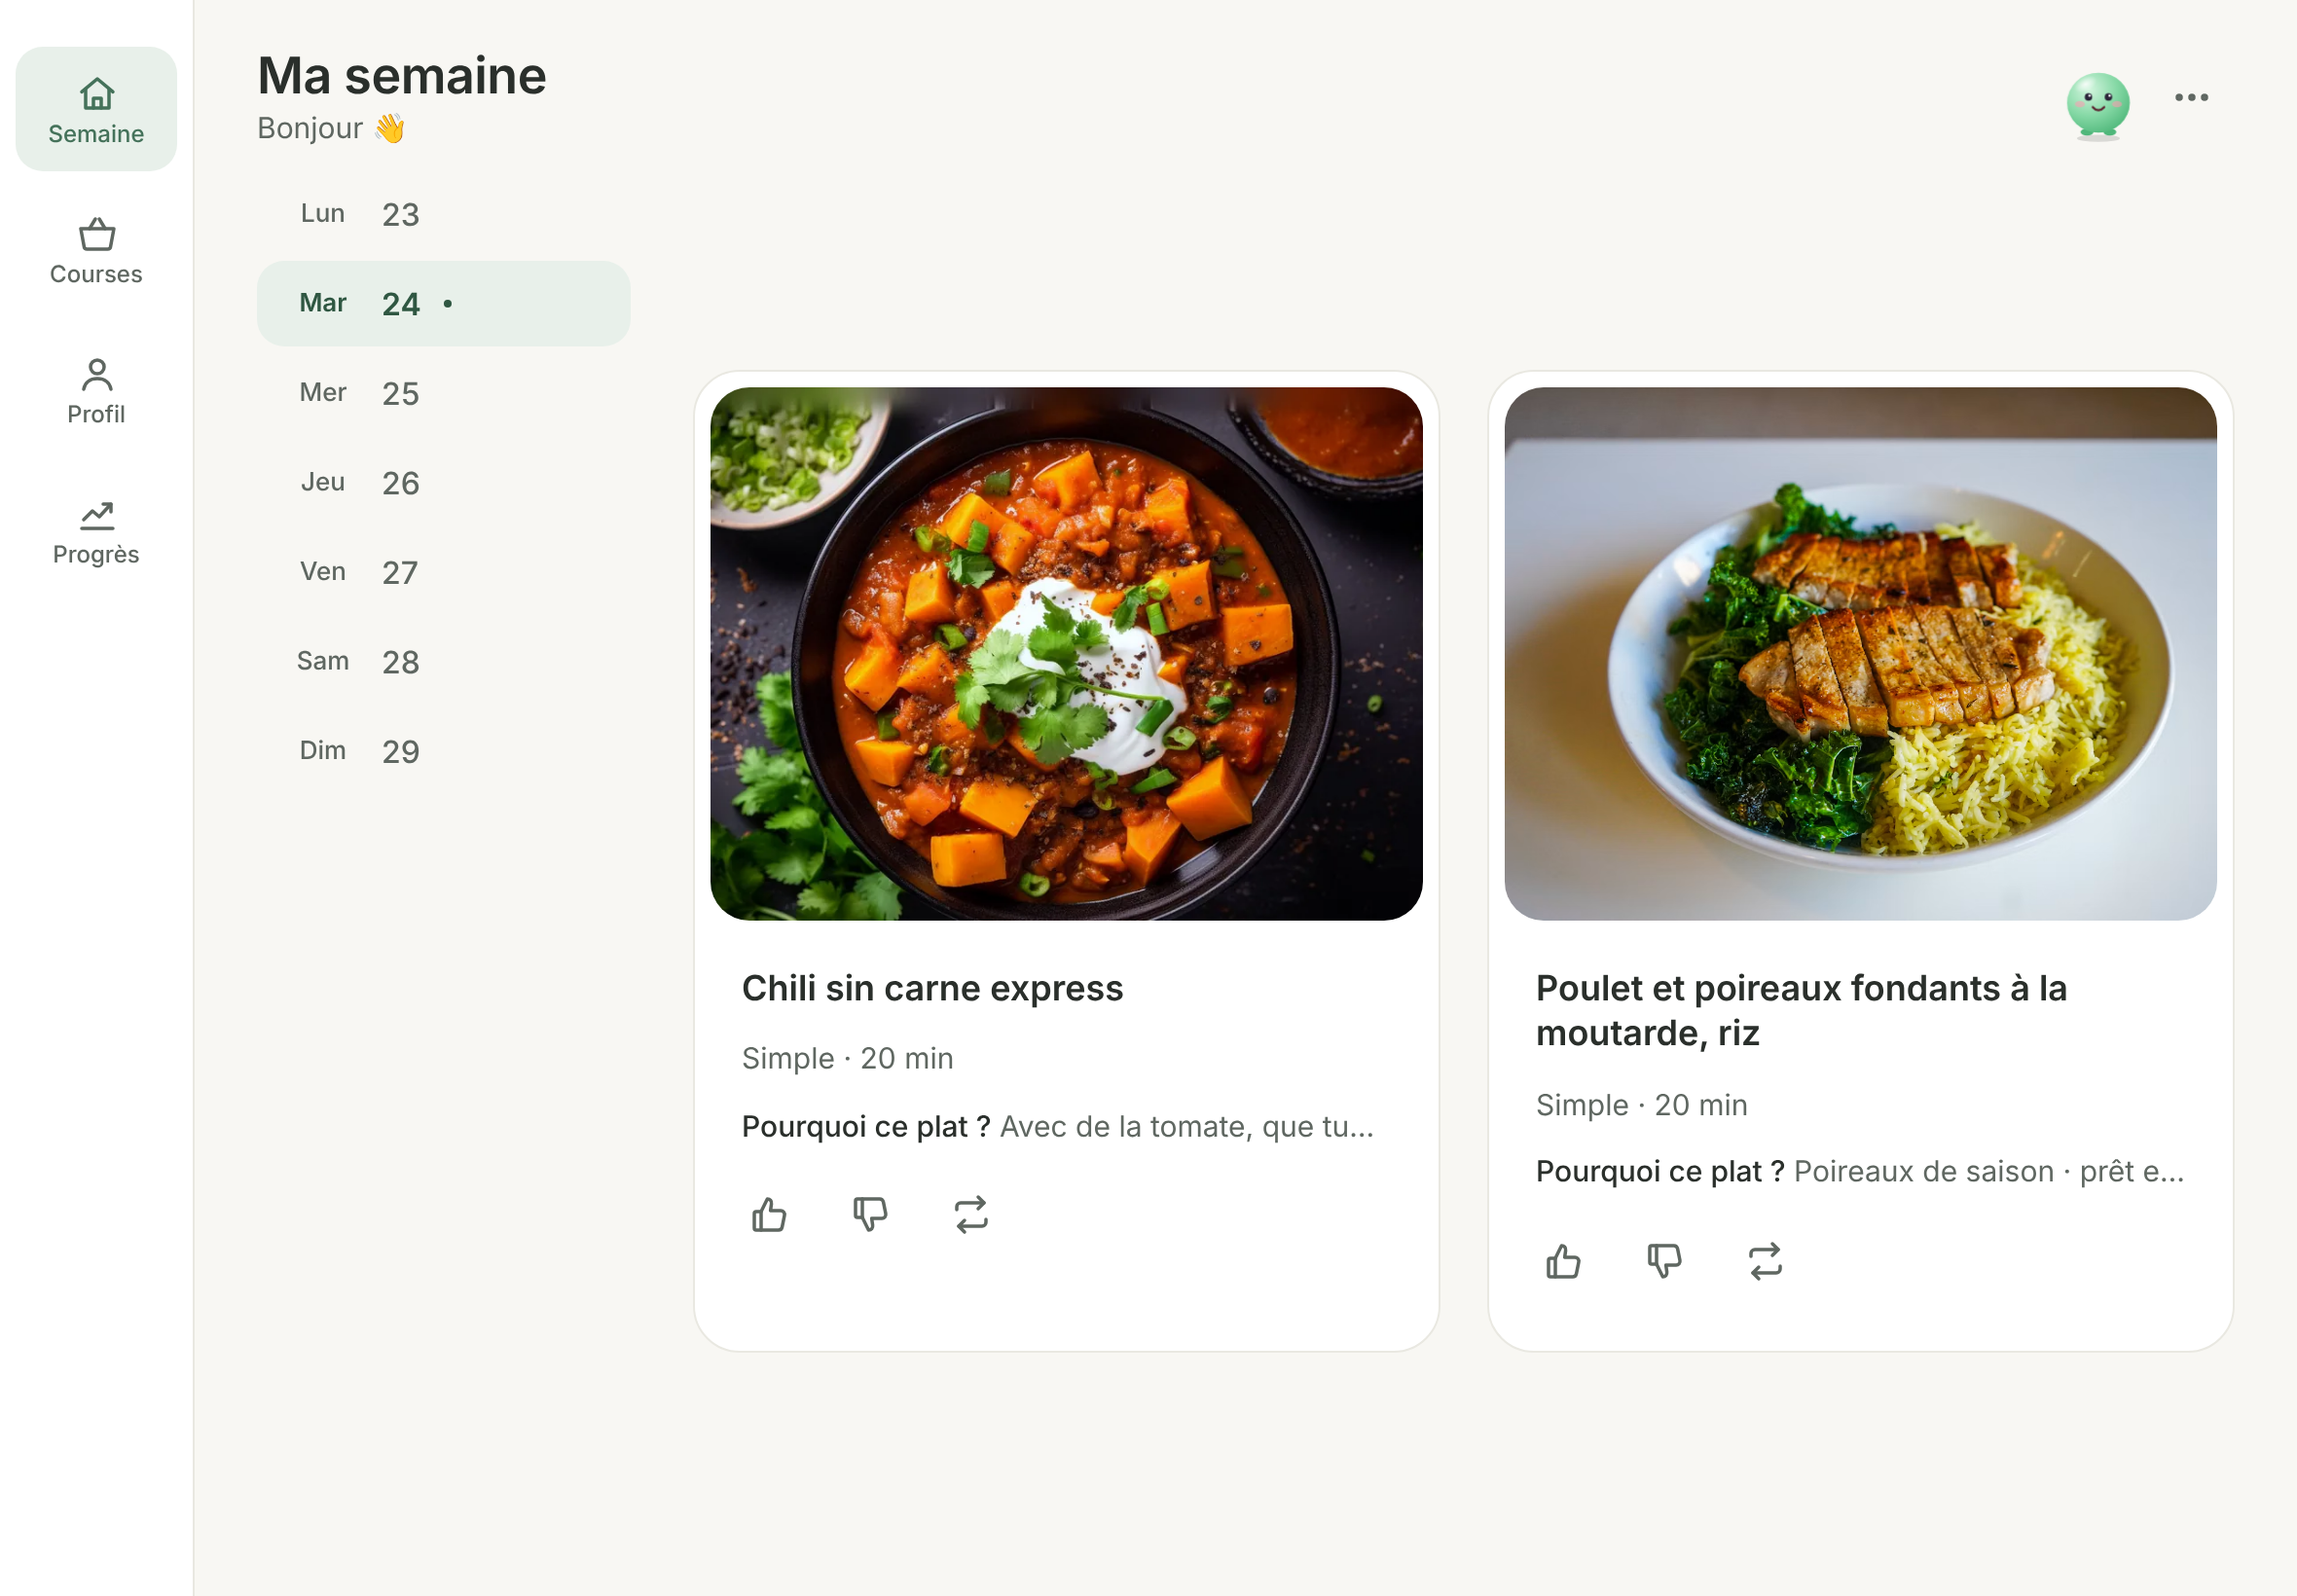 Semaine
Courses
Profil
Progrès
Ma semaine
Bonjour 👋
Lun 23
Mar 24 •
Mer 25
Jeu 26
Ven 27
Sam 28
Dim 29
Chili sin carne express
Simple · 20 min
Pourquoi ce plat ? Avec de la tomate, que tu...
Poulet et poireaux fondants à la
moutarde, riz
Simple · 20 min
Pourquoi ce plat ? Poireaux de saison · prêt e...